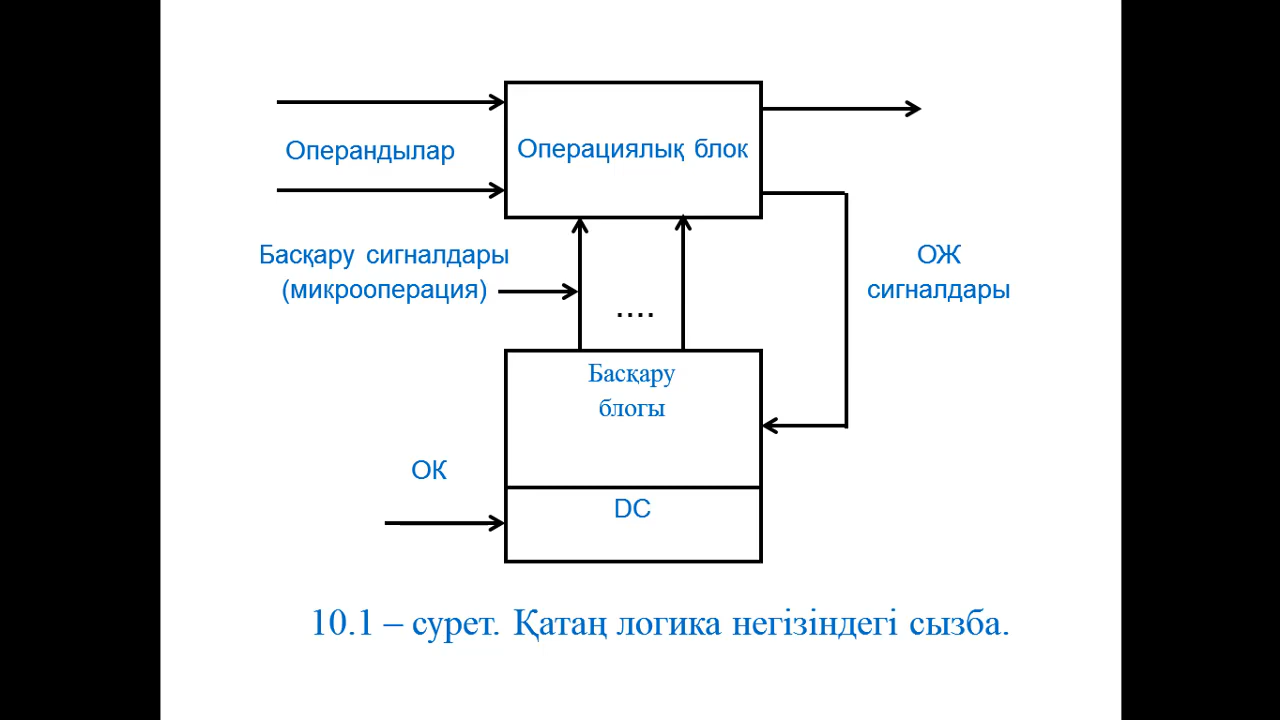 Операндылар
Операциялық блок
Басқару сигналдары
(микрооперация)
ОЖ
сигналдары
....
Басқару
блогы
ОК
DC
10.1 – сурет. Қатаң логика негізіндегі сызба.